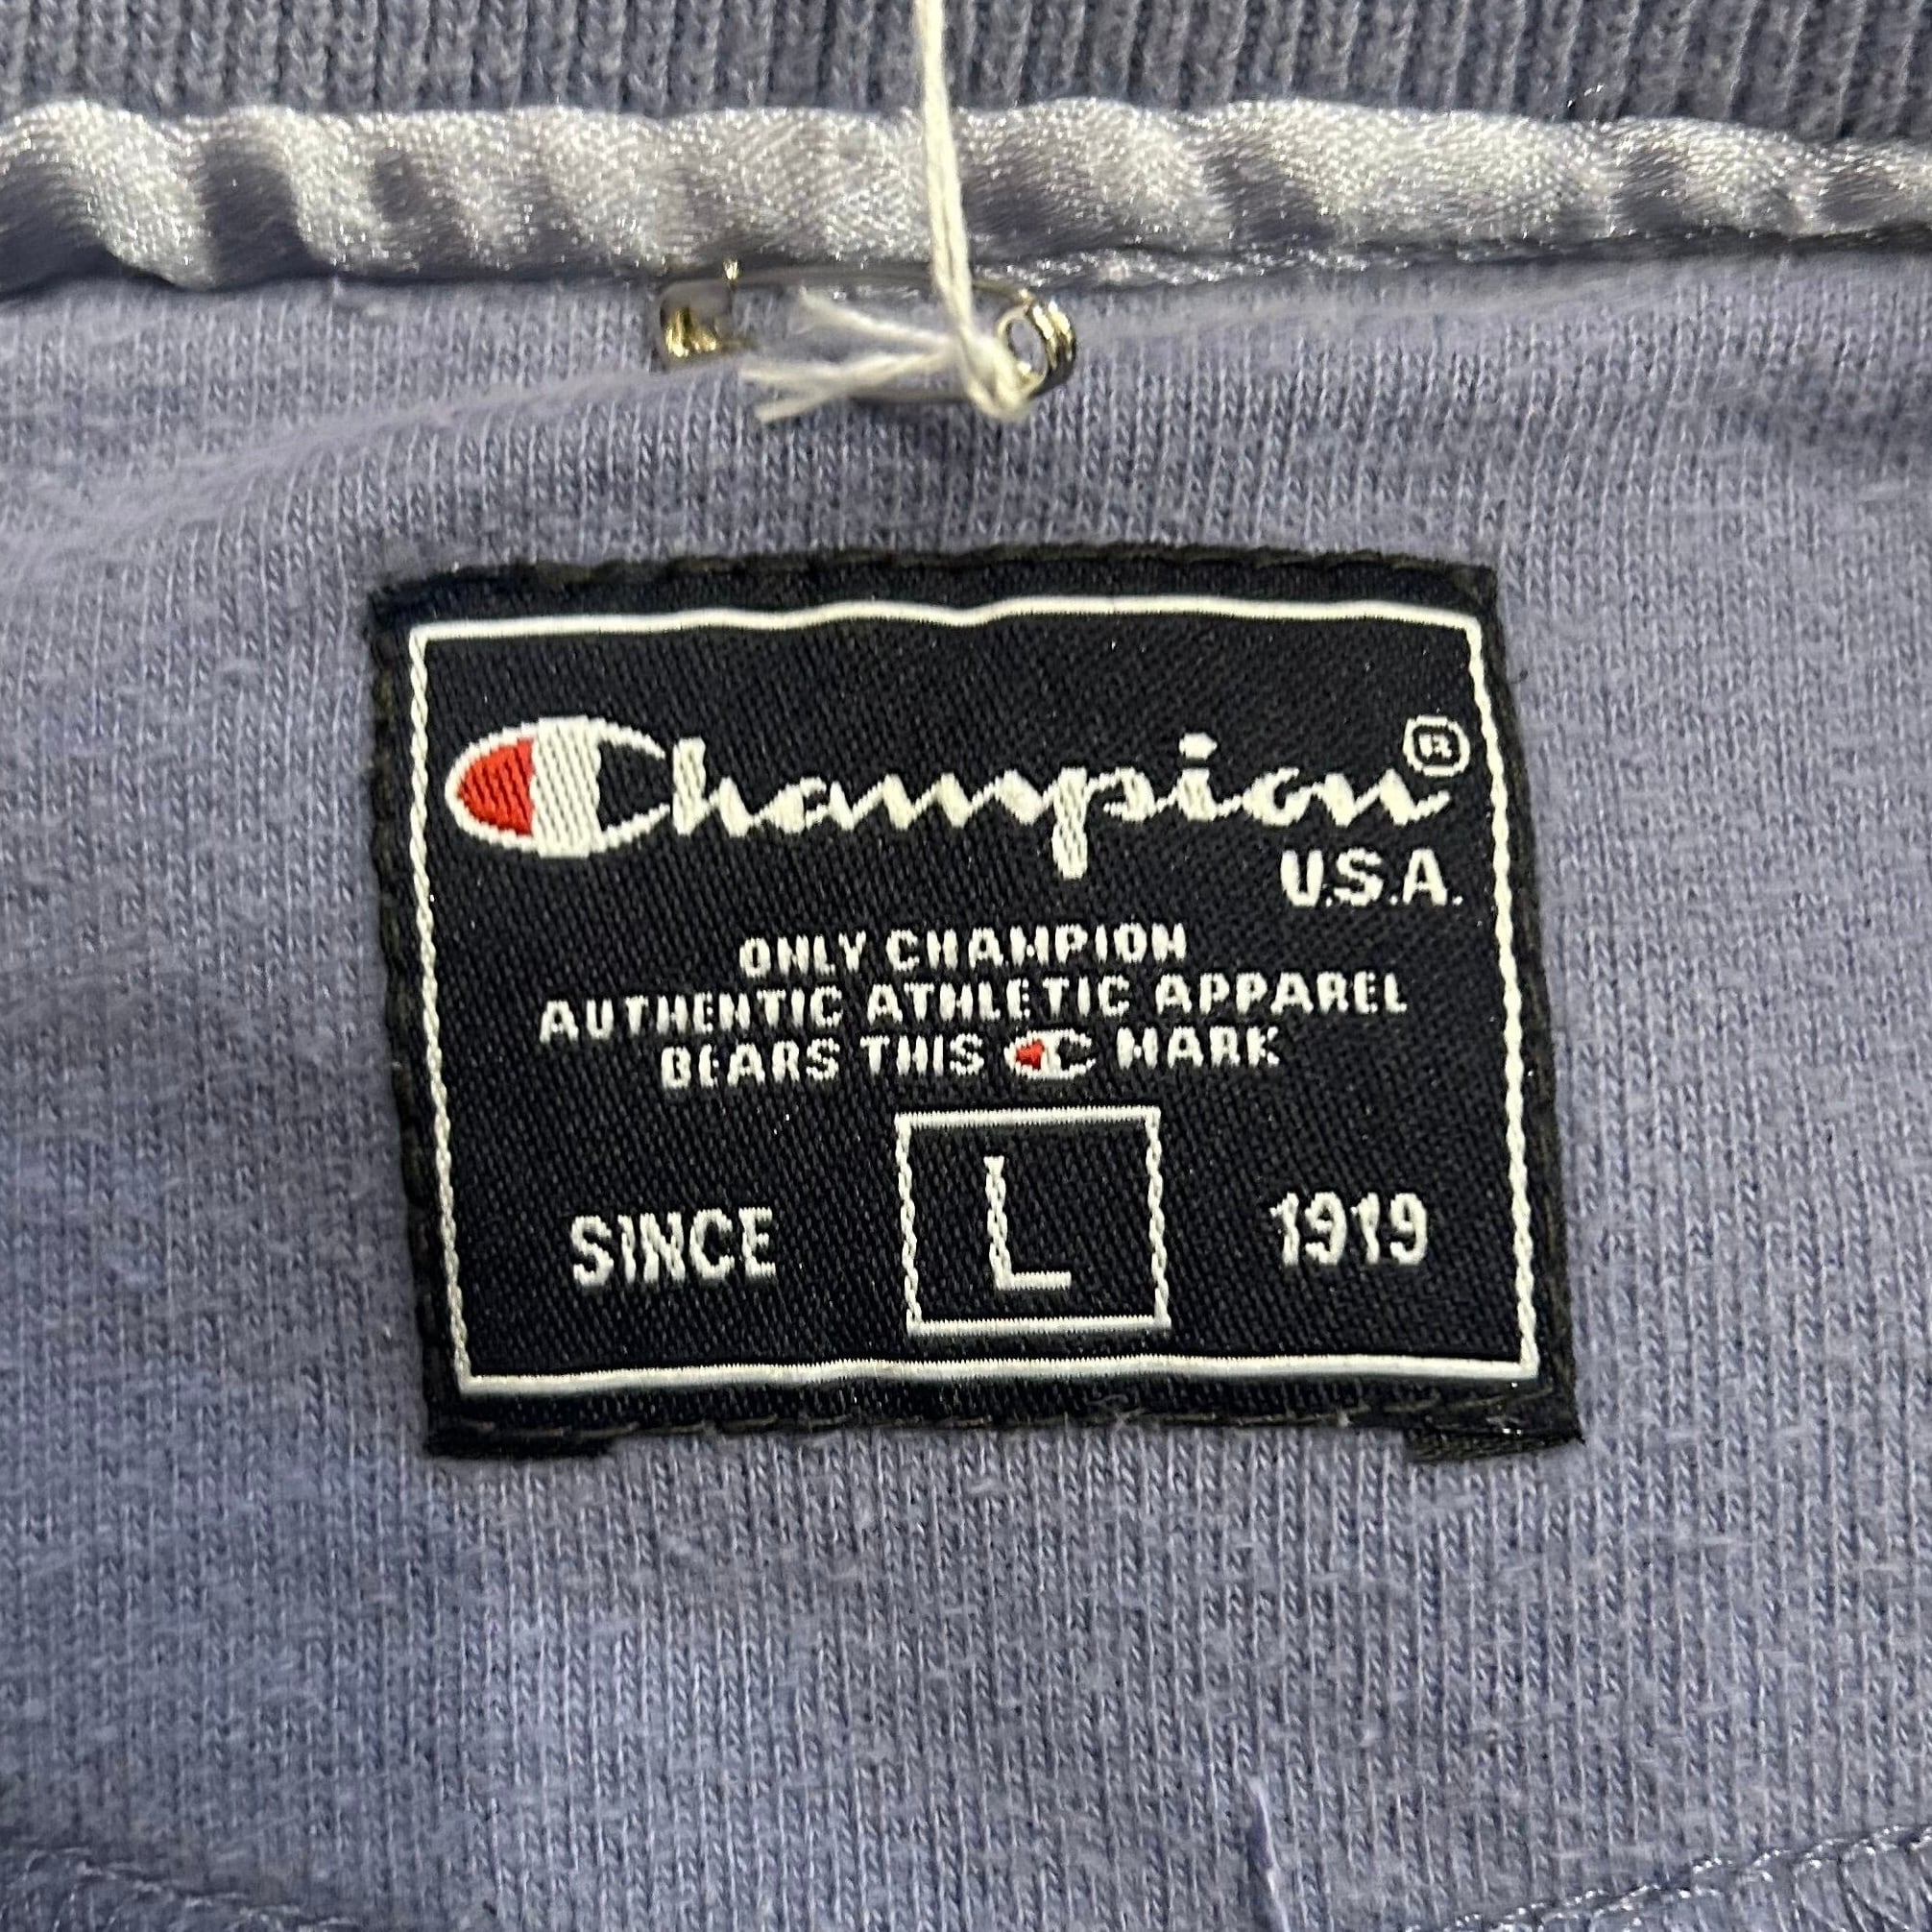 Champion®
U.S.A.
ONLY CHAMPION
AUTHENTIC ATHLETIC APPAREL
BEARS THIS C MARK
SINCE L 1919